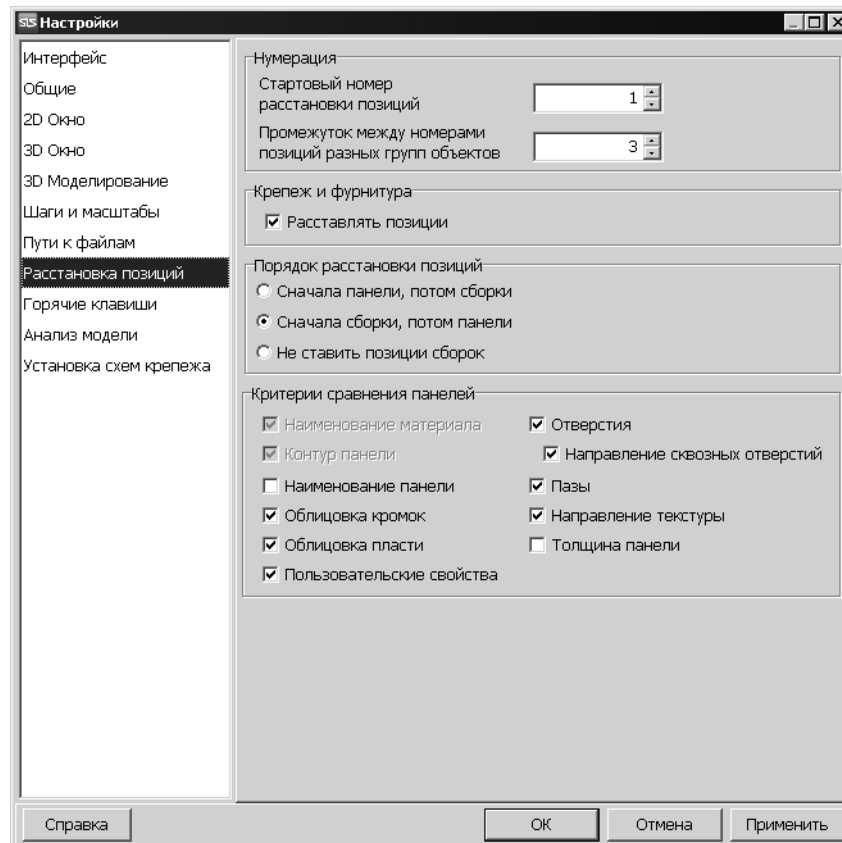 sts Настройки
Интерфейс
Общие
2D Окно
3D Окно
3D Моделирование
Шаги и масштабы
Пути к файлам
Расстановка позиций
Горячие клавиши
Анализ модели
Установка схем крепежа
Нумерация
Стартовый номер
расстановки позиций
1
Промежуток между номерами
позиций разных групп объектов
3
Крепеж и фурнитура
Расставлять позиции
Порядок расстановки позиций
Сначала панели, потом сборки
Сначала сборки, потом панели
Не ставить позиции сборок
Критерии сравнения панелей
Наименование материала
Контур панели
Наименование панели
Облицовка кромок
Облицовка пласти
Пользовательские свойства
Отверстия
Направление сквозных отверстий
Пазы
Направление текстуры
Толщина панели
Справка
ОК
Отмена
Применить